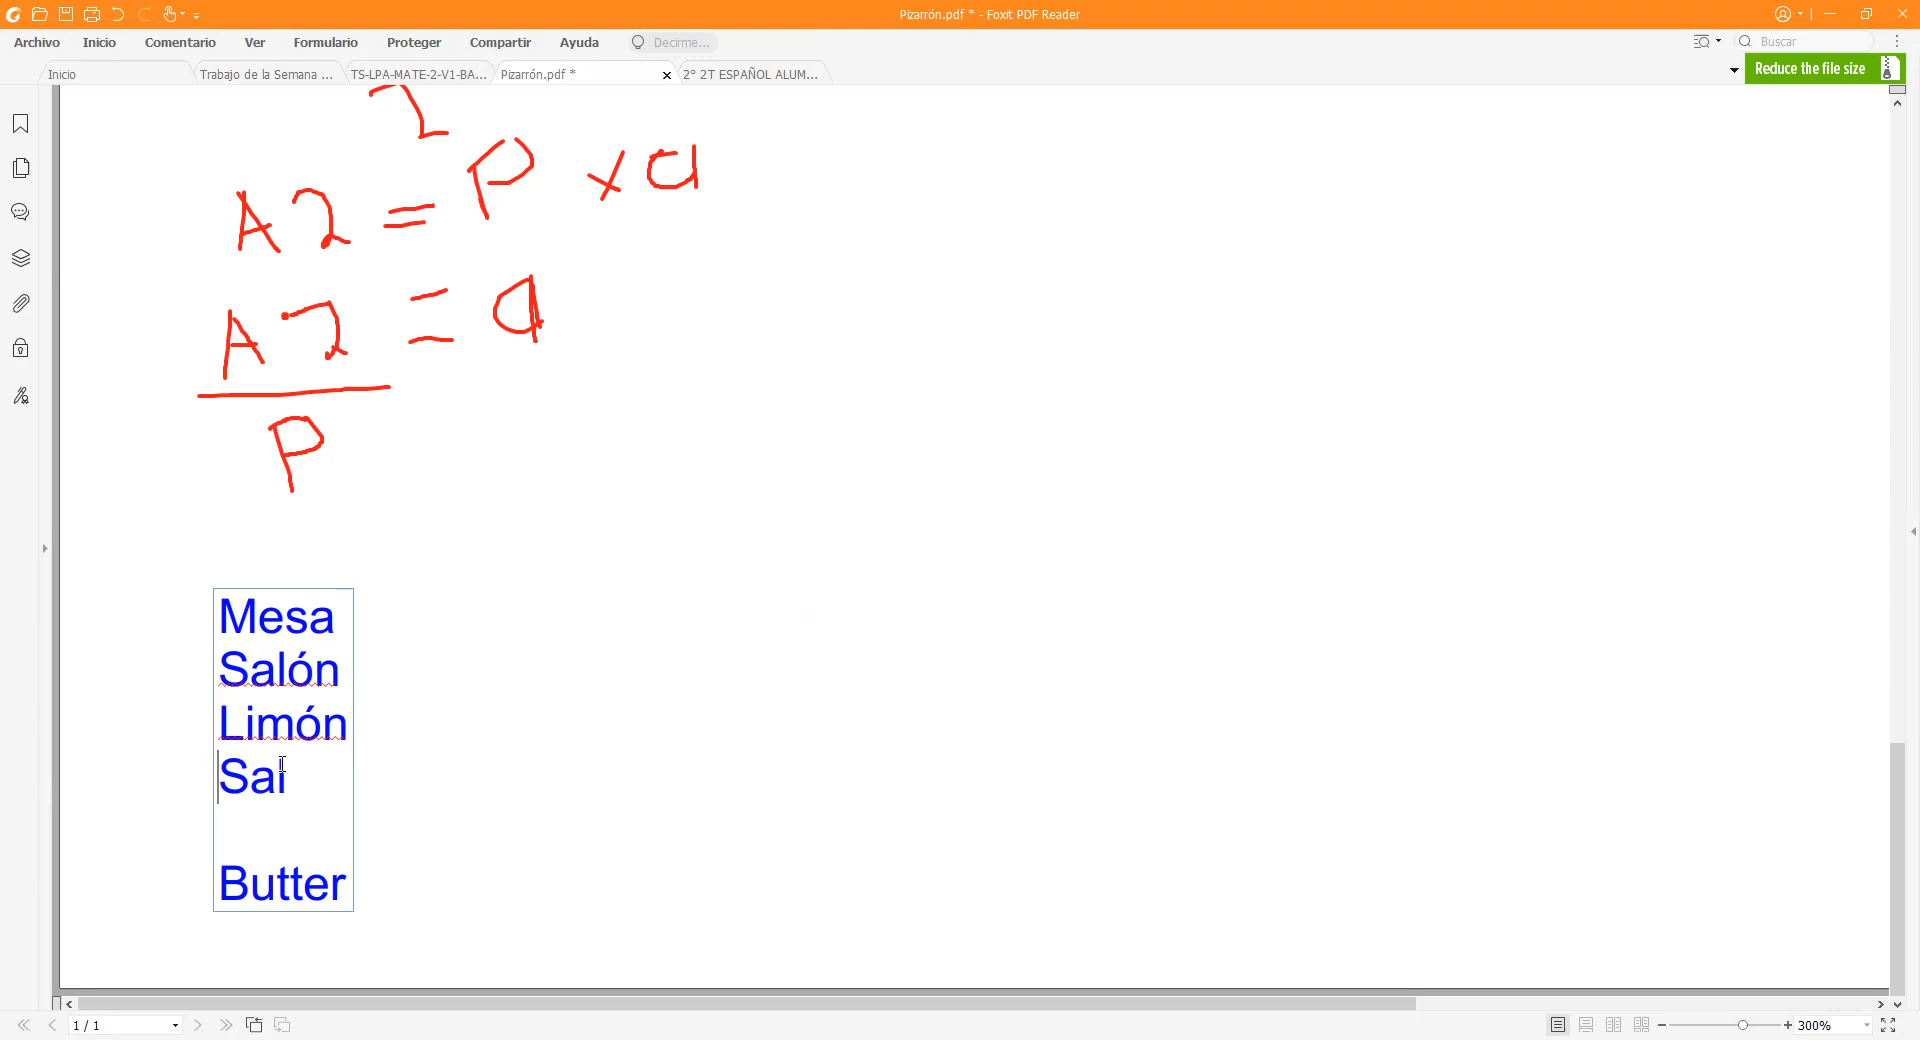 Pizarrón.pdf * - Foxit PDF Reader
Archivo Inicio Comentario Ver Formulario Proteger Compartir Ayuda Decirme... Buscar
Inicio Trabajo de la Semana ... TS-LPA-MATE-2-V1-BA... Pizarrón.pdf * 2° 2T ESPAÑOL ALUM... Reduce the file size
2
A2 = P x a
A2 = a
P
Mesa
Salón
Limón
Sal
Butter
1 / 1 300%